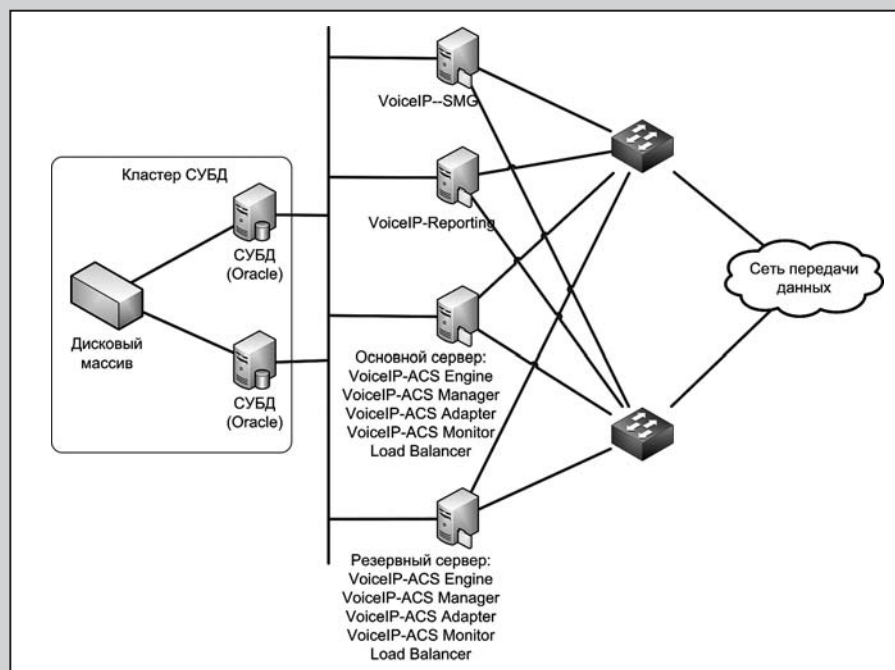 VoiceIP--SMG
Кластер СУБД
VoiceIP-Reporting
СУБД
(Oracle)
Сеть передачи
данных
Дисковый
массив
Основной сервер:
VoiceIP-ACS Engine
VoiceIP-ACS Manager
VoiceIP-ACS Adapter
VoiceIP-ACS Monitor
Load Balancer
СУБД
(Oracle)
Резервный сервер:
VoiceIP-ACS Engine
VoiceIP-ACS Manager
VoiceIP-ACS Adapter
VoiceIP-ACS Monitor
Load Balancer